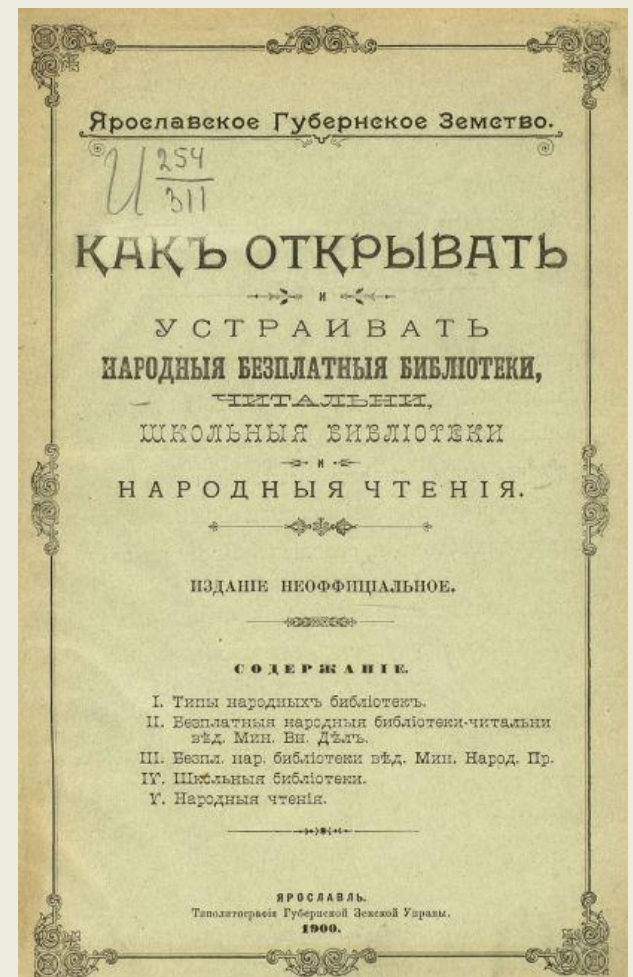 Ярославское Губернское Земство.
И 254
311
КАКЪ ОТКРЫВАТЬ
и
УСТРАИВАТЬ
НАРОДНЫЯ БЕЗПЛАТНЫЯ БИБЛІОТЕКИ,
ЧИТАЛЬНИ,
ШКОЛЬНЫЯ БИБЛІОТЕКИ
и
НАРОДНЫЯ ЧТЕНІЯ.
ИЗДАНІЕ НЕОФФИЦІАЛЬНОЕ.
СОДЕРЖАНІЕ.
I. Типы народныхъ библіотекъ.
II. Безплатныя народныя библіотеки-читальни
вѣд. Мин. Вн. Дѣлъ.
III. Безпл. нар. библіотеки вѣд. Мин. Народ. Пр.
IV. Школьныя библіотеки.
V. Народныя чтенія.
ЯРОСЛАВЛЬ.
Типолитографія Губернской Земской Управы.
1900.